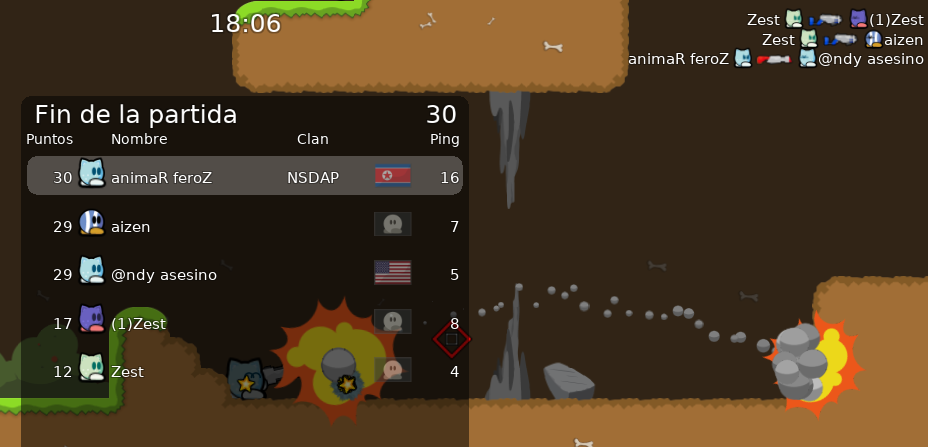 18:06
Zest (1)Zest
Zest aizen
animaR feroZ @ndy asesino
Fin de la partida 30
Puntos Nombre Clan Ping
30 animaR feroZ NSDAP 16
29 aizen 7
29 @ndy asesino 5
17 (1)Zest 8
12 Zest 4